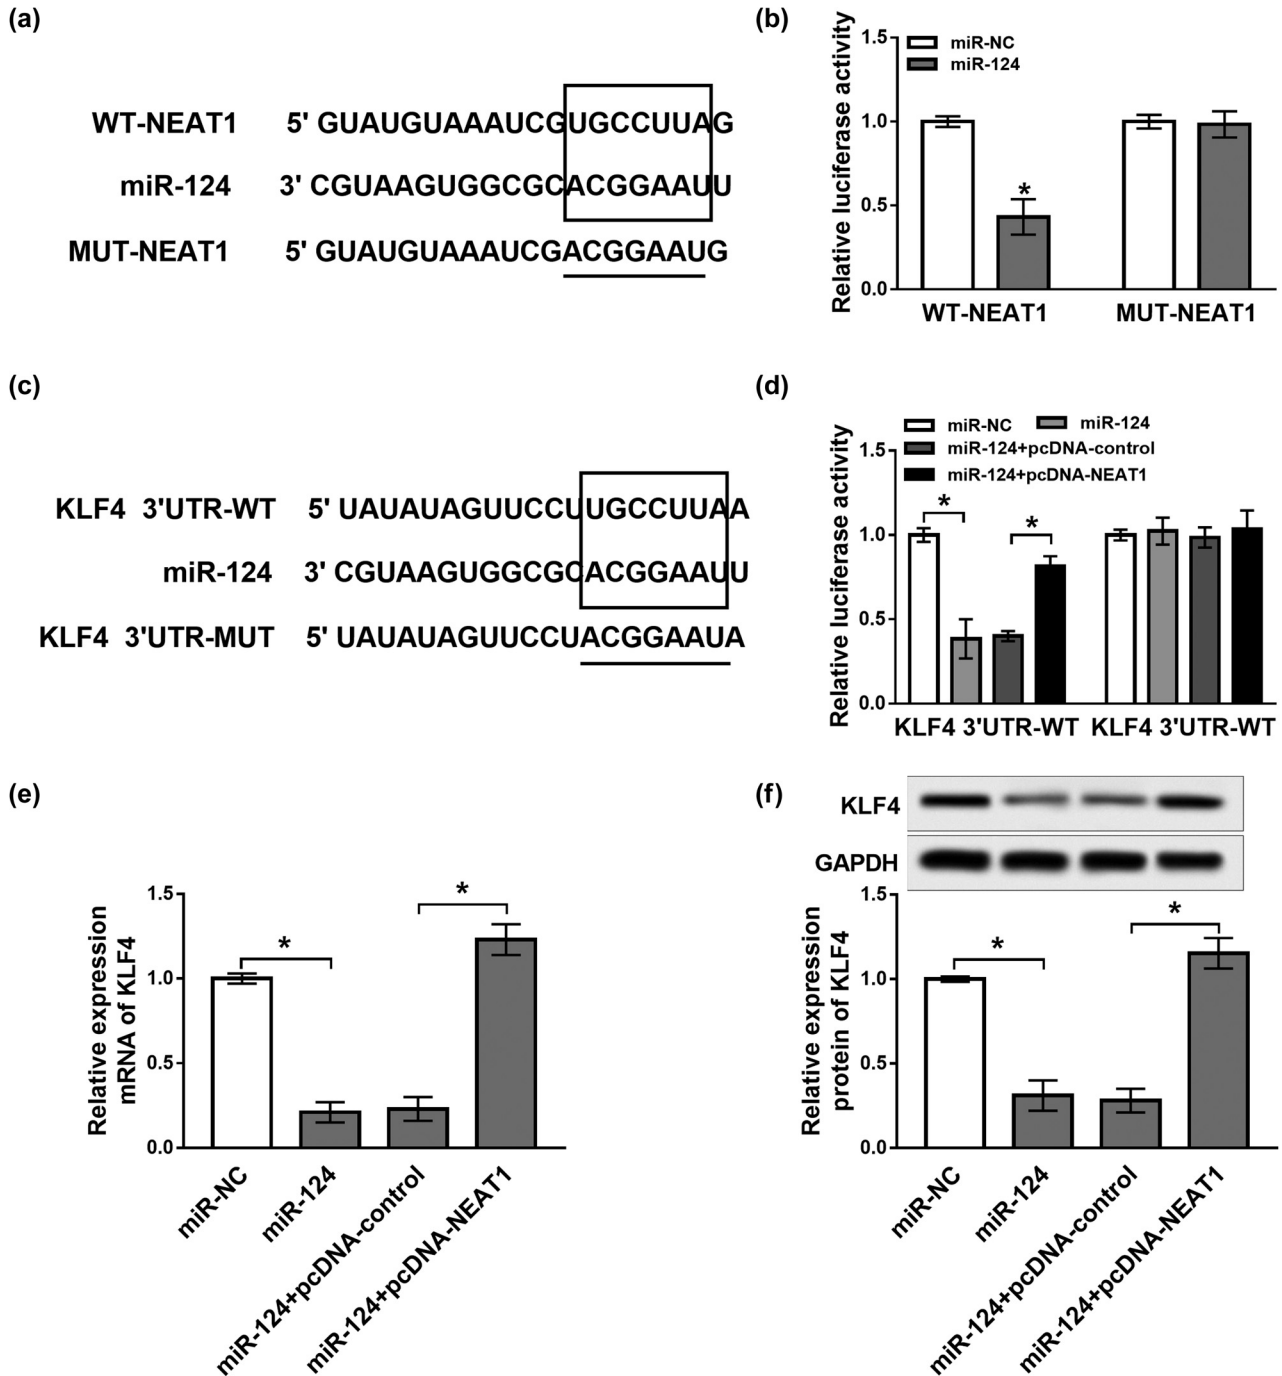 (a)
WT-NEAT1 5' GUAUGUAAAUCGUGCCUUAG
miR-124 3' CGUAAGUGGCGCACGGAAUU
MUT-NEAT1 5' GUAUGUAAAUCGACGGAAUG
(b)
Relative luciferase activity
1.5
1.0
0.5
0.0
miR-NC
miR-124
*
WT-NEAT1 MUT-NEAT1
(c)
KLF4 3'UTR-WT 5' UAUAUAGUUCCUUGCCUUAA
miR-124 3' CGUAAGUGGCGCACGGAAUU
KLF4 3'UTR-MUT 5' UAUAUAGUUCCUACGGAAUA
(d)
Relative luciferase activity
1.5
1.0
0.5
0.0
miR-NC miR-124
miR-124+pcDNA-control
miR-124+pcDNA-NEAT1
* *
KLF4 3'UTR-WT KLF4 3'UTR-WT
(e)
Relative expression
mRNA of KLF4
1.5
1.0
0.5
0.0
* *
miR-NC
miR-124
miR-124+pcDNA-control
miR-124+pcDNA-NEAT1
(f)
KLF4
GAPDH
Relative expression
protein of KLF4
1.5
1.0
0.5
0.0
* *
miR-NC
miR-124
miR-124+pcDNA-control
miR-124+pcDNA-NEAT1